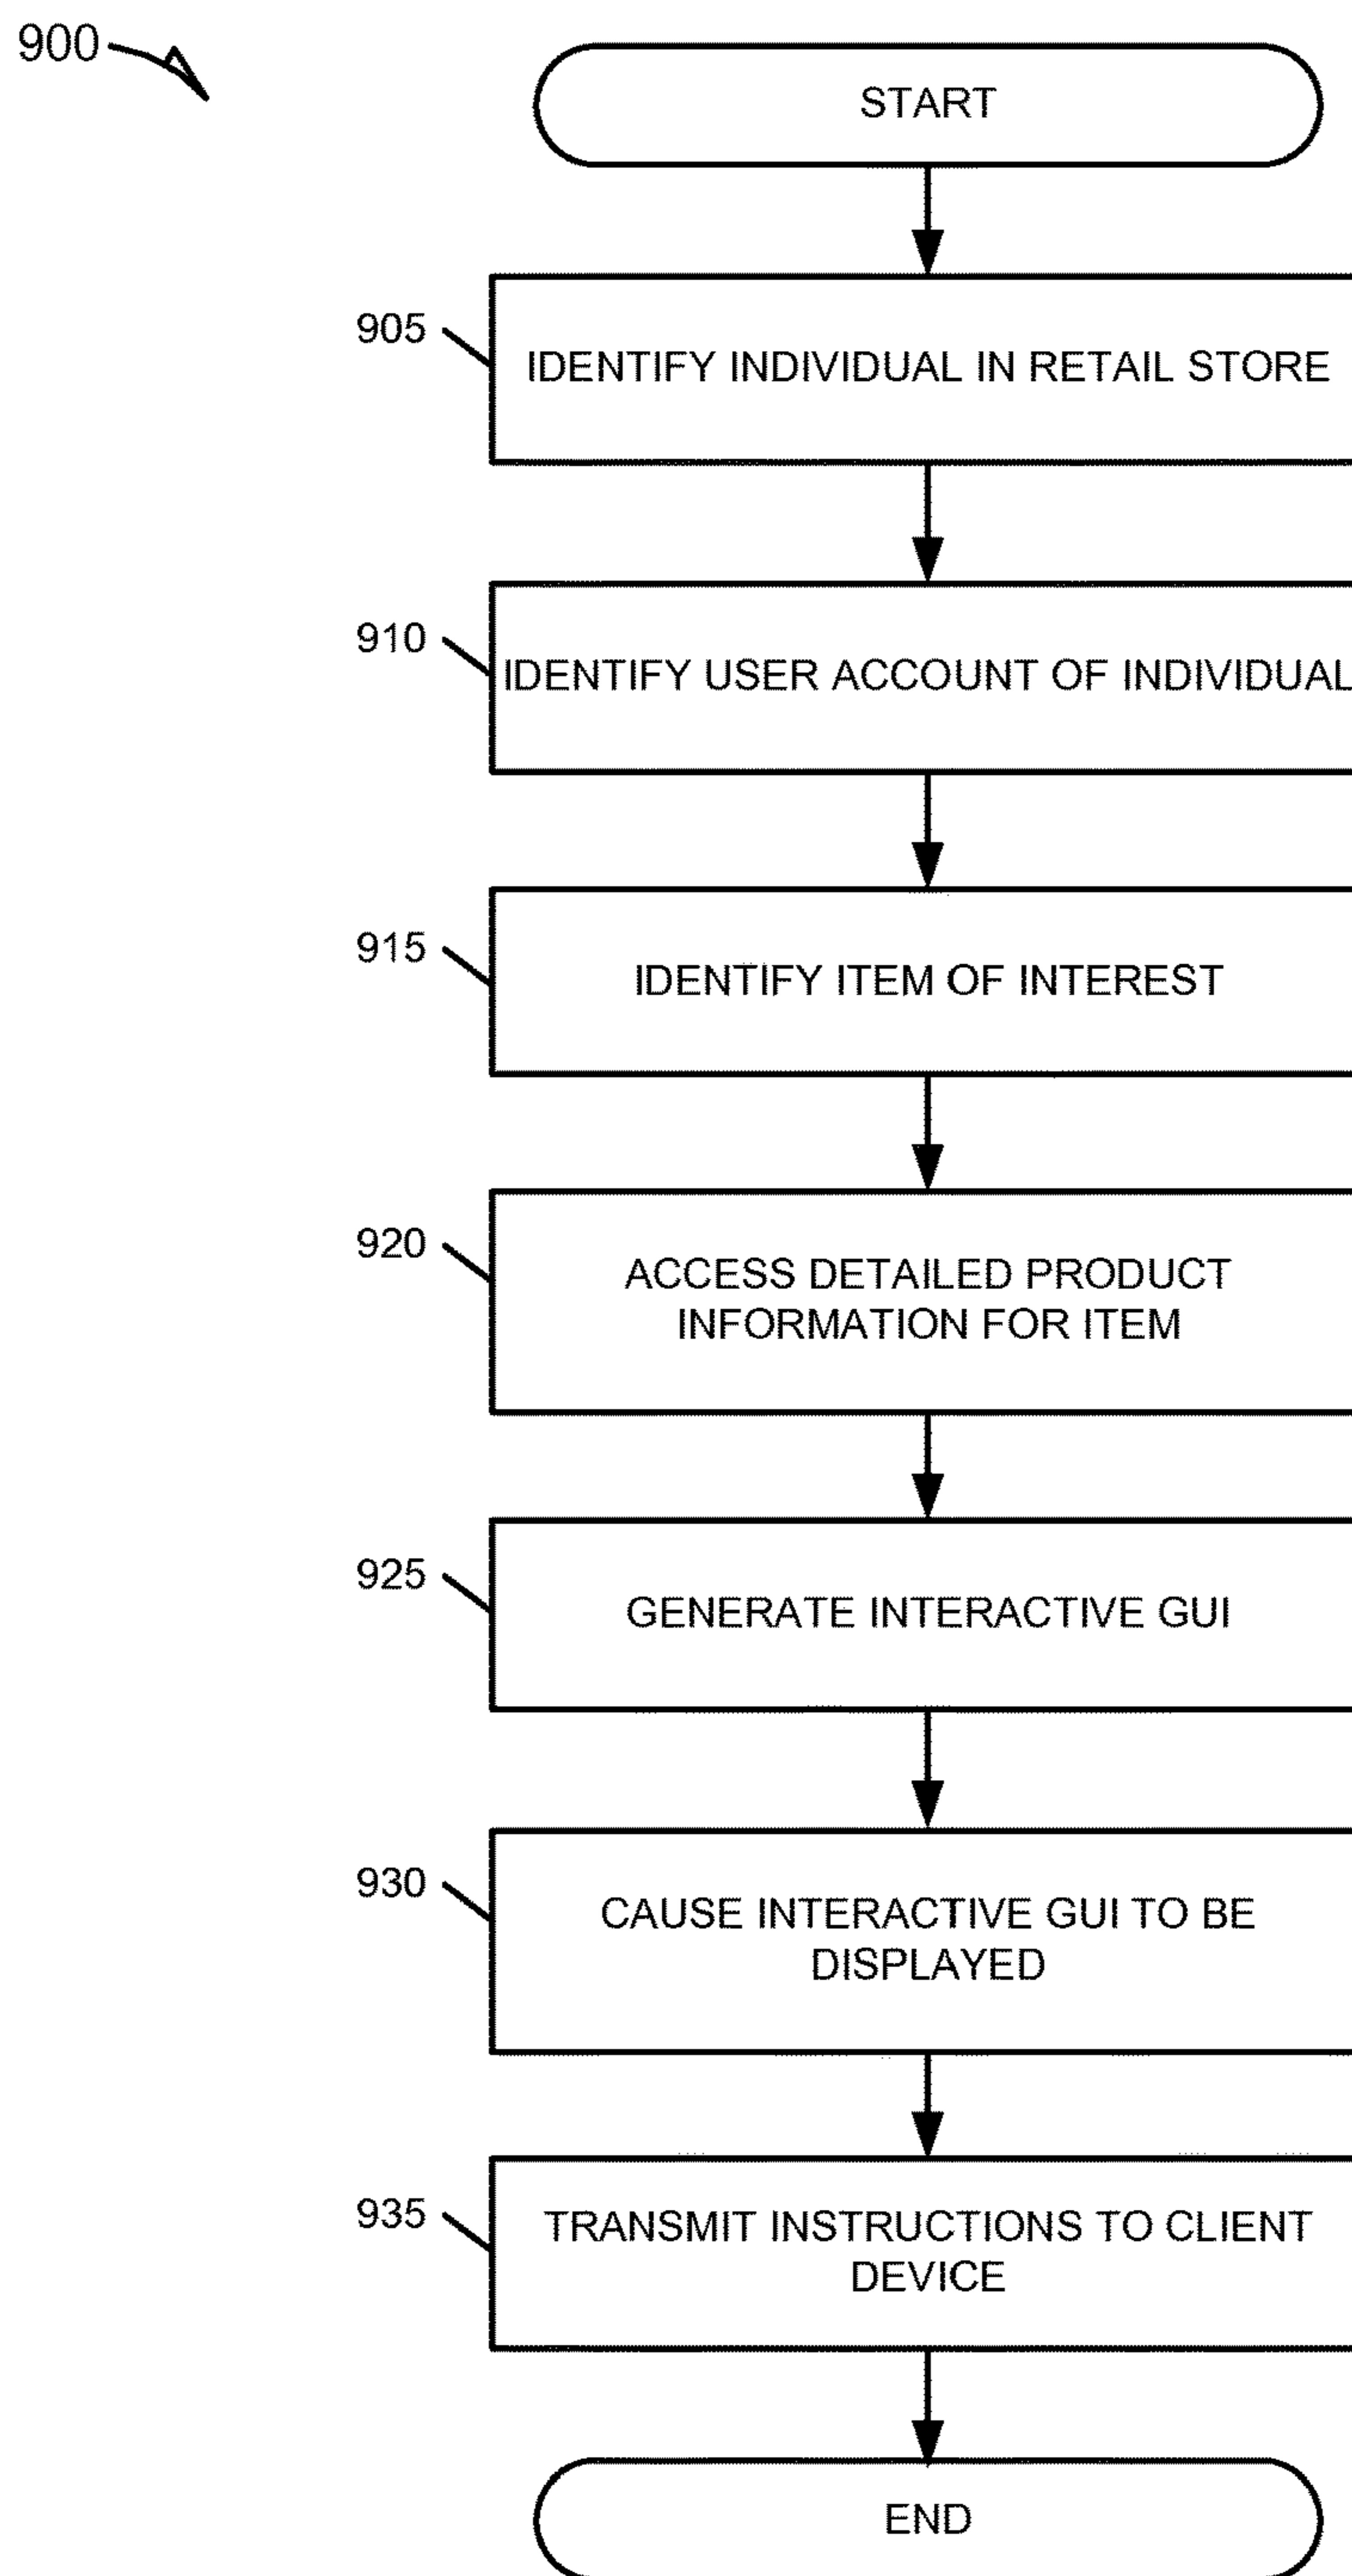 900
START
905
IDENTIFY INDIVIDUAL IN RETAIL STORE
910
IDENTIFY USER ACCOUNT OF INDIVIDUAL
915
IDENTIFY ITEM OF INTEREST
920
ACCESS DETAILED PRODUCT
INFORMATION FOR ITEM
925
GENERATE INTERACTIVE GUI
930
CAUSE INTERACTIVE GUI TO BE
DISPLAYED
935
TRANSMIT INSTRUCTIONS TO CLIENT
DEVICE
END